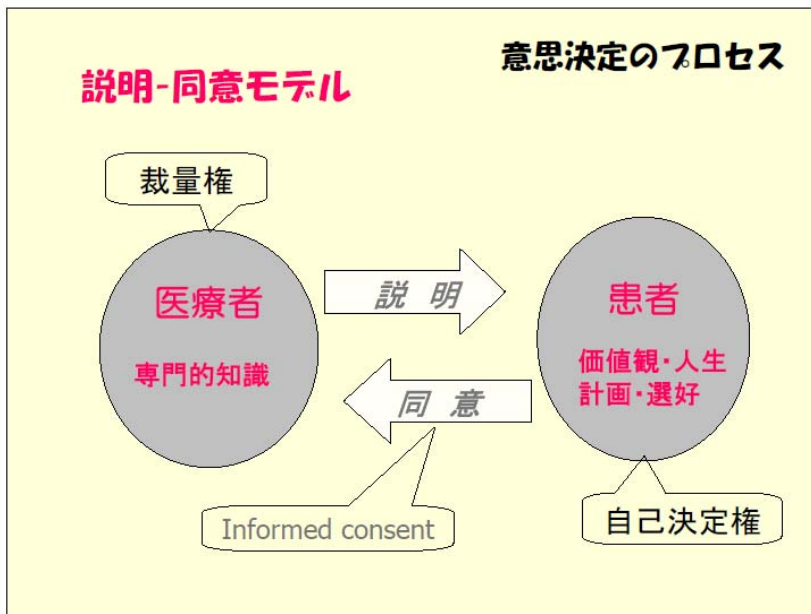 意思決定のプロセス
説明-同意モデル
裁量権
医療者
専門的知識
説 明
同 意
Informed consent
患者
価値観・人生
計画・選好
自己決定権